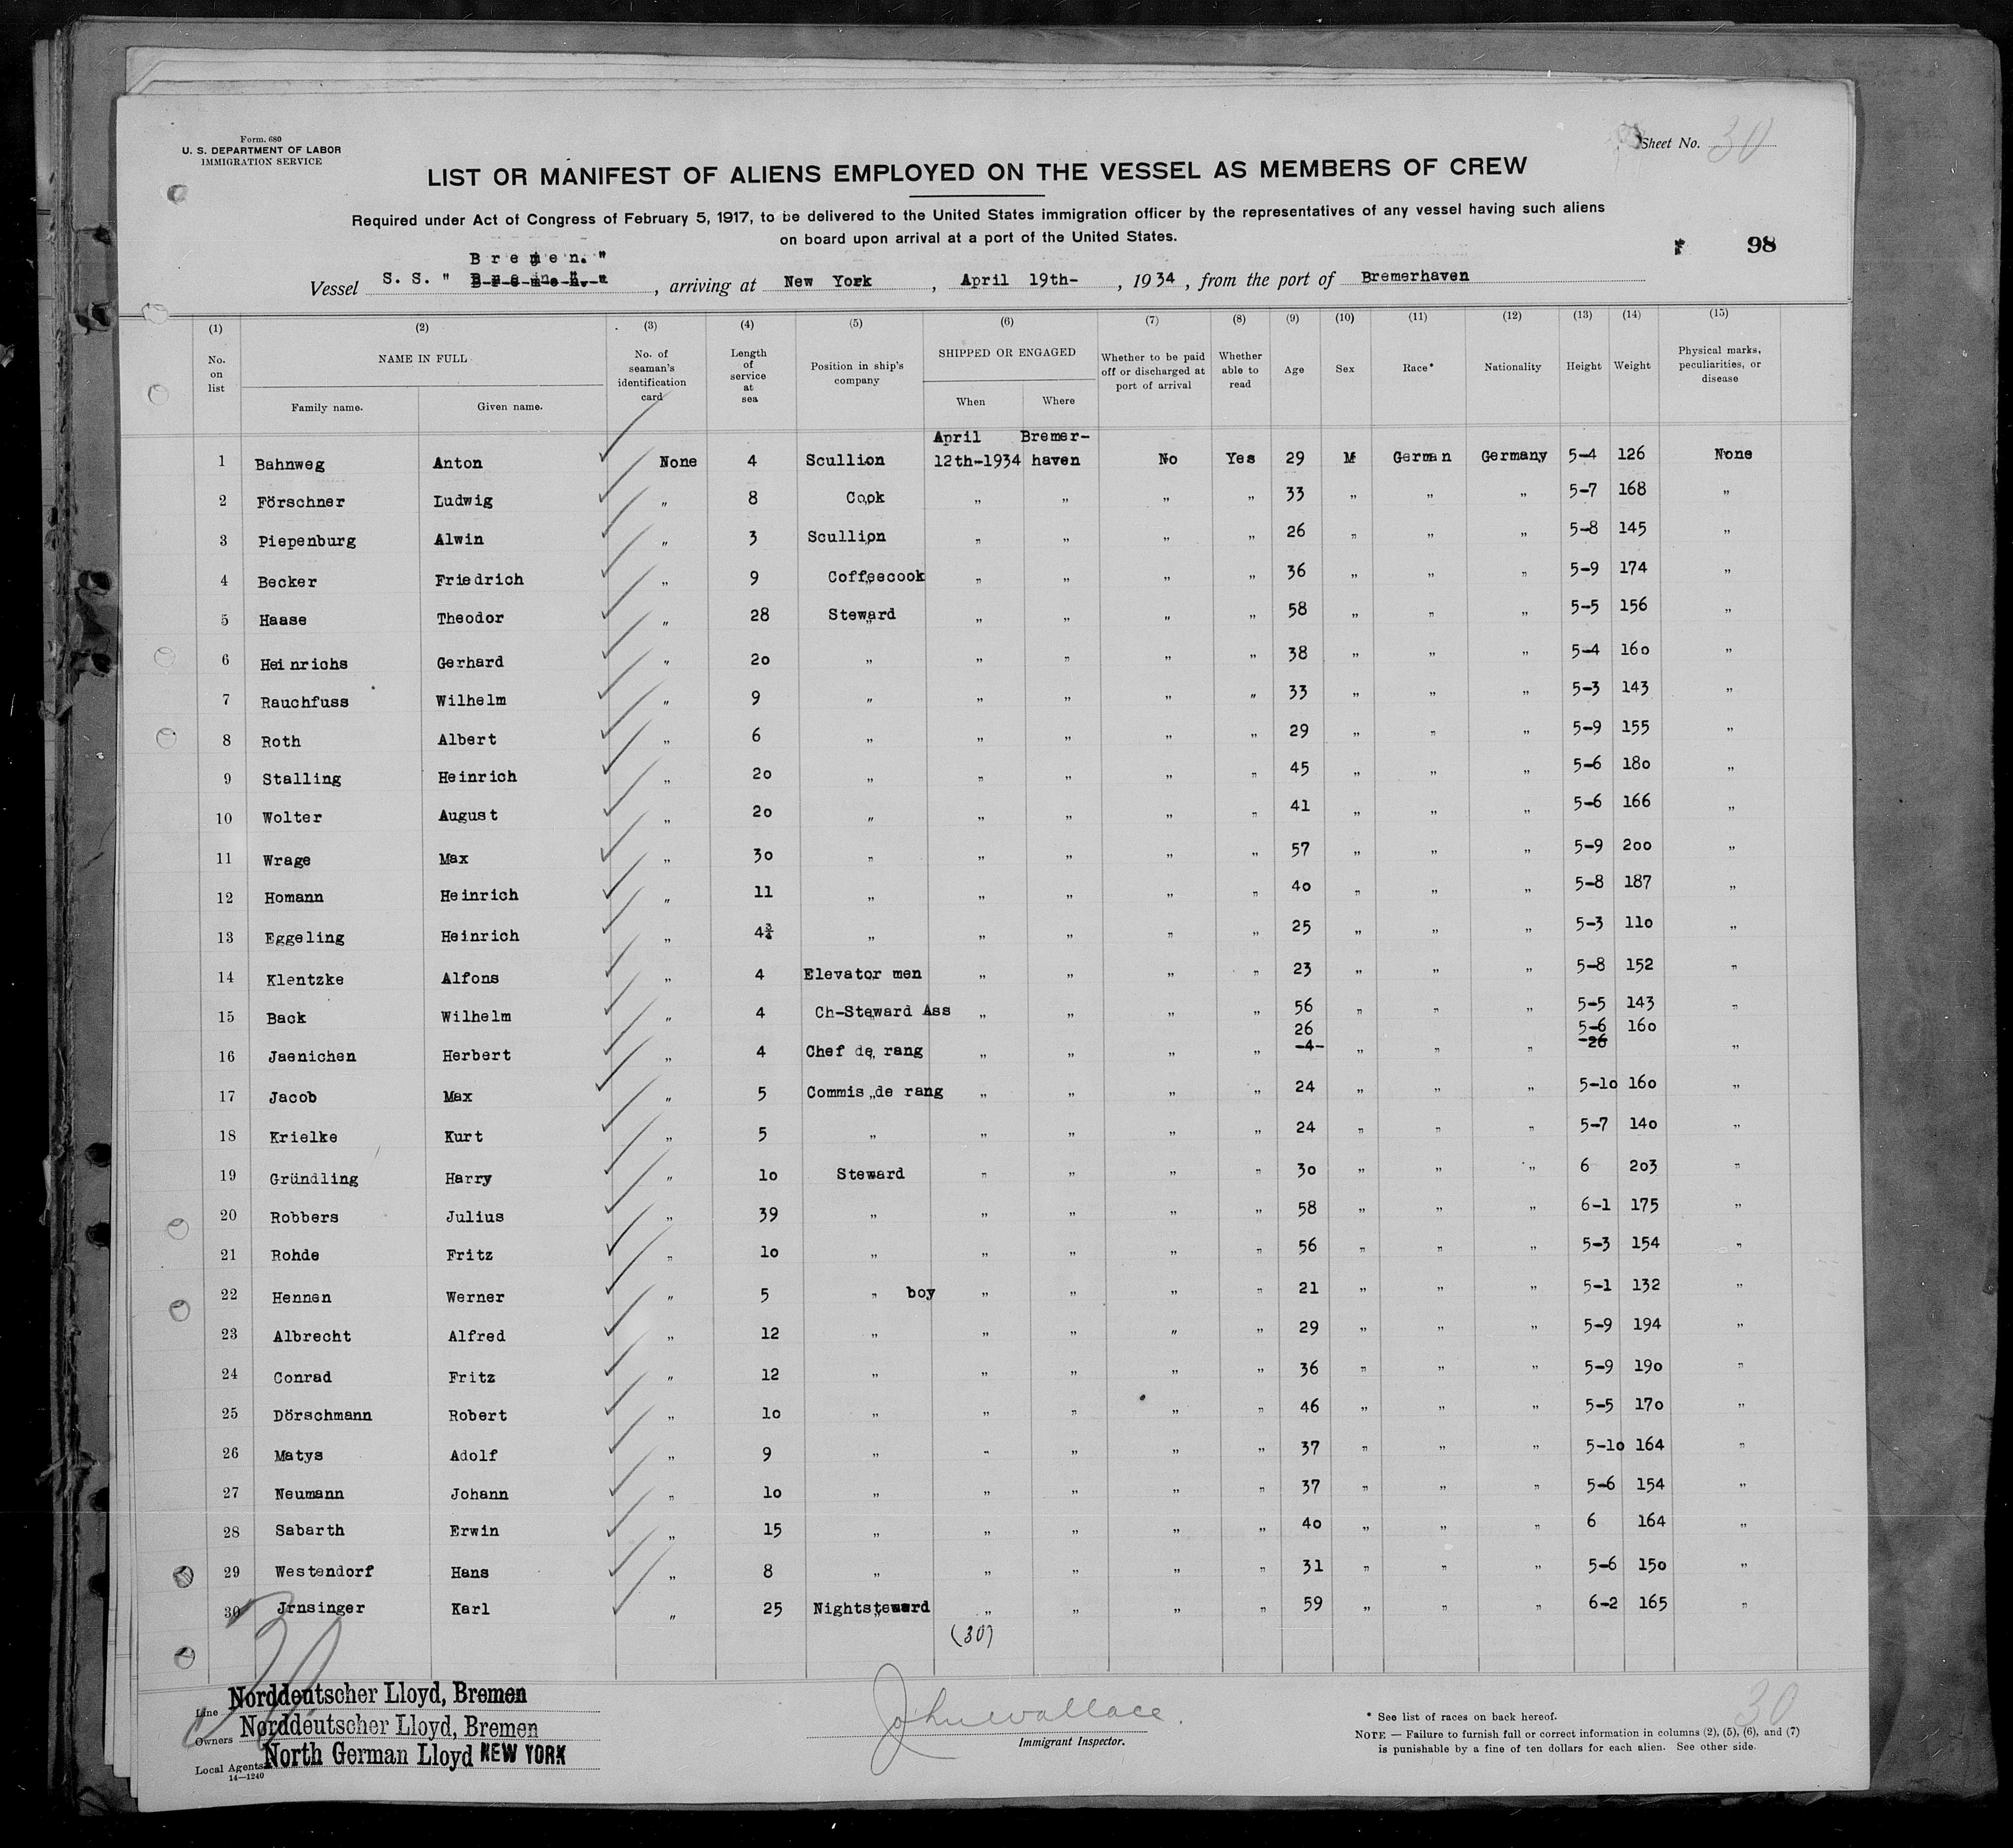 Form. 680
U. S. DEPARTMENT OF LABOR
IMMIGRATION SERVICE
Sheet No. 30
LIST OR MANIFEST OF ALIENS EMPLOYED ON THE VESSEL AS MEMBERS OF CREW
Required under Act of Congress of February 5, 1917, to be delivered to the United States immigration officer by the representatives of any vessel having such aliens
on board upon arrival at a port of the United States.
98
Bremen."
Vessel S. S. " Bremen. " , arriving at New York , April 19th- , 1934 , from the port of Bremerhaven
(1) (2) (3) (4) (5) (6) (7) (8) (9) (10) (11) (12) (13) (14) (15)
No. on list NAME IN FULL Family name. Given name. No. of seaman's identification card Length of service at sea Position in ship's company SHIPPED OR ENGAGED When Where Whether to be paid off or discharged at port of arrival Whether able to read Age Sex Race* Nationality Height Weight Physical marks, peculiarities, or disease
April Bremer-
1 Bahnweg Anton None 4 Scullion 12th-1934 haven No Yes 29 M German Germany 5-4 126 None
2 Förschner Ludwig " 8 Cook " " " " 33 " " " 5-7 168 "
3 Piepenburg Alwin " 3 Scullion " " " " 26 " " " 5-8 145 "
4 Becker Friedrich " 9 Coffeecook " " " " 36 " " " 5-9 174 "
5 Haase Theodor " 28 Steward " " " " 58 " " " 5-5 156 "
6 Heinrichs Gerhard " 20 " " " " " 38 " " " 5-4 160 "
7 Rauchfuss Wilhelm " 9 " " " " " 33 " " " 5-3 143 "
8 Roth Albert " 6 " " " " " 29 " " " 5-9 155 "
9 Stalling Heinrich " 20 " " " " " 45 " " " 5-6 180 "
10 Wolter August " 20 " " " " " 41 " " " 5-6 166 "
11 Wrage Max " 30 " " " " " 57 " " " 5-9 200 "
12 Homann Heinrich " 11 " " " " " 40 " " " 5-8 187 "
13 Eggeling Heinrich " 4¾ " " " " " 25 " " " 5-3 110 "
14 Klentzke Alfons " 4 Elevator men " " " " 23 " " " 5-8 152 "
15 Back Wilhelm " 4 Ch-Steward Ass " " " " 56 " " " 5-5 143 "
26 5-6 160
16 Jaenichen Herbert " 4 Chef de rang " " " " -4- " " " -26 "
17 Jacob Max " 5 Commis de rang " " " " 24 " " " 5-10 160 "
18 Krielke Kurt " 5 " " " " " 24 " " " 5-7 140 "
19 Gründling Harry " 10 Steward " " " " 30 " " " 6 203 "
20 Robbers Julius " 39 " " " " " 58 " " " 6-1 175 "
21 Rohde Fritz " 10 " " " " " 56 " " " 5-3 154 "
22 Hennen Werner " 5 " boy " " " " 21 " " " 5-1 132 "
23 Albrecht Alfred " 12 " " " " " 29 " " " 5-9 194 "
24 Conrad Fritz " 12 " " " " " 36 " " " 5-9 190 "
25 Dörschmann Robert " 10 " " " " " 46 " " " 5-5 170 "
26 Matys Adolf " 9 " " " " " 37 " " " 5-10 164 "
27 Neumann Johann " 10 " " " " " 37 " " " 5-6 154 "
28 Sabarth Erwin " 15 " " " " " 40 " " " 6 164 "
29 Westendorf Hans " 8 " " " " " 31 " " " 5-6 150 "
30 Jrnsinger Karl " 25 Nightsteward " " " " 59 " " " 6-2 165 "
(30)
30
Line Norddeutscher Lloyd, Bremen
Owners Norddeutscher Lloyd, Bremen
Local Agents North German Lloyd NEW YORK
14—1240
John Wallace.
Immigrant Inspector.
30
* See list of races on back hereof.
NOTE — Failure to furnish full or correct information in columns (2), (5), (6), and (7)
is punishable by a fine of ten dollars for each alien. See other side.